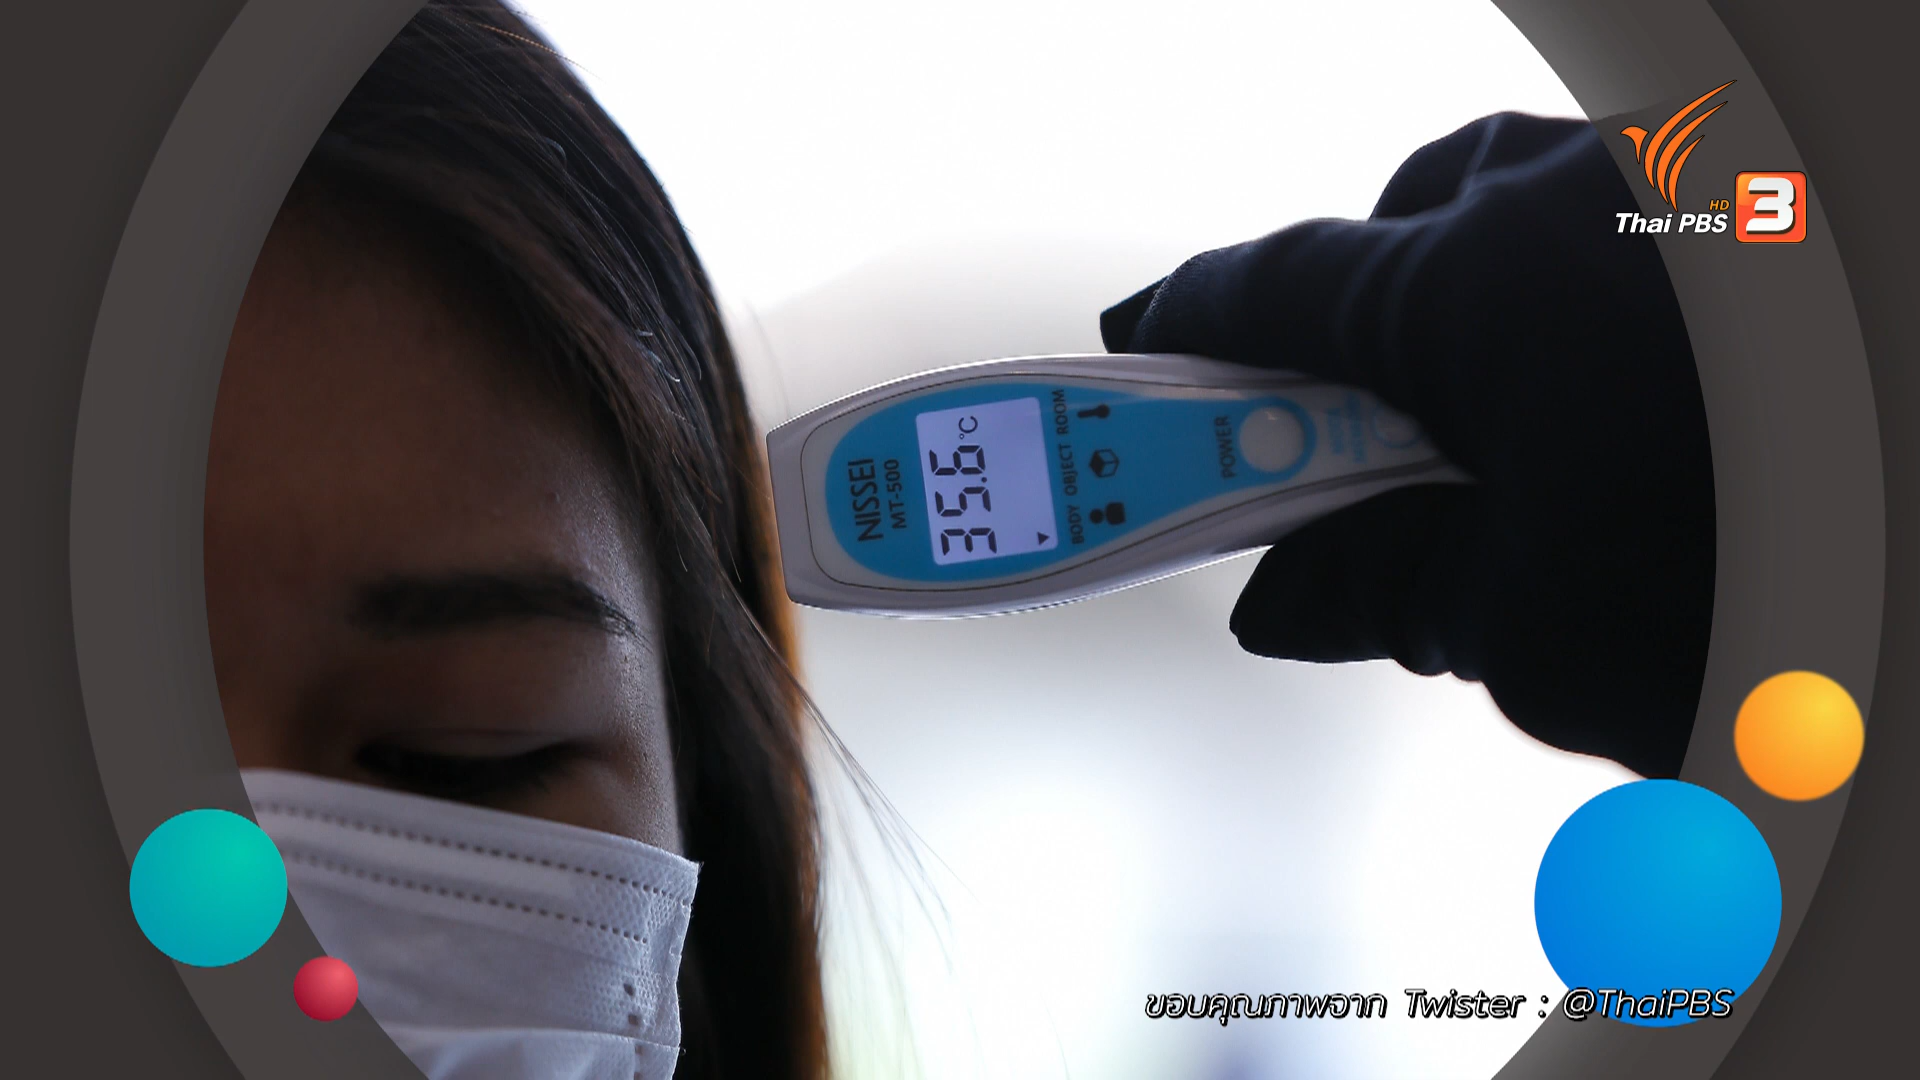 HD
Thai PBS 3
NISSEI
MT-500
35.6°C
BODY OBJECT ROOM
POWER
ขอบคุณภาพจาก Twister : @ThaiPBS